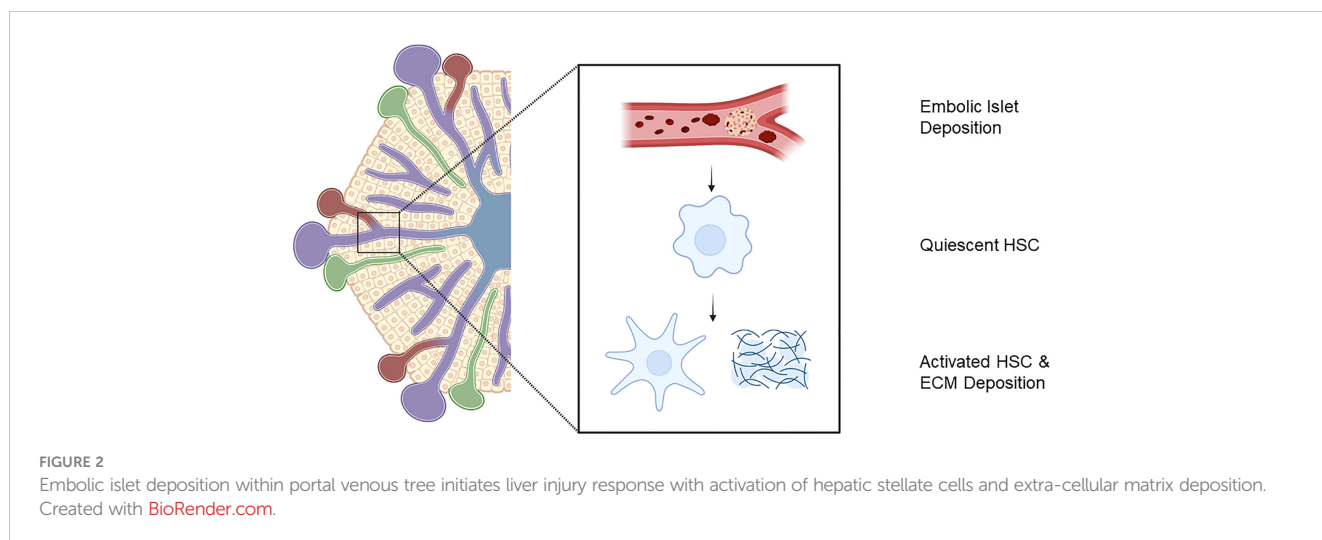 Embolic Islet
Deposition
Quiescent HSC
Activated HSC &
ECM Deposition
FIGURE 2
Embolic islet deposition within portal venous tree initiates liver injury response with activation of hepatic stellate cells and extra-cellular matrix deposition.
Created with BioRender.com.